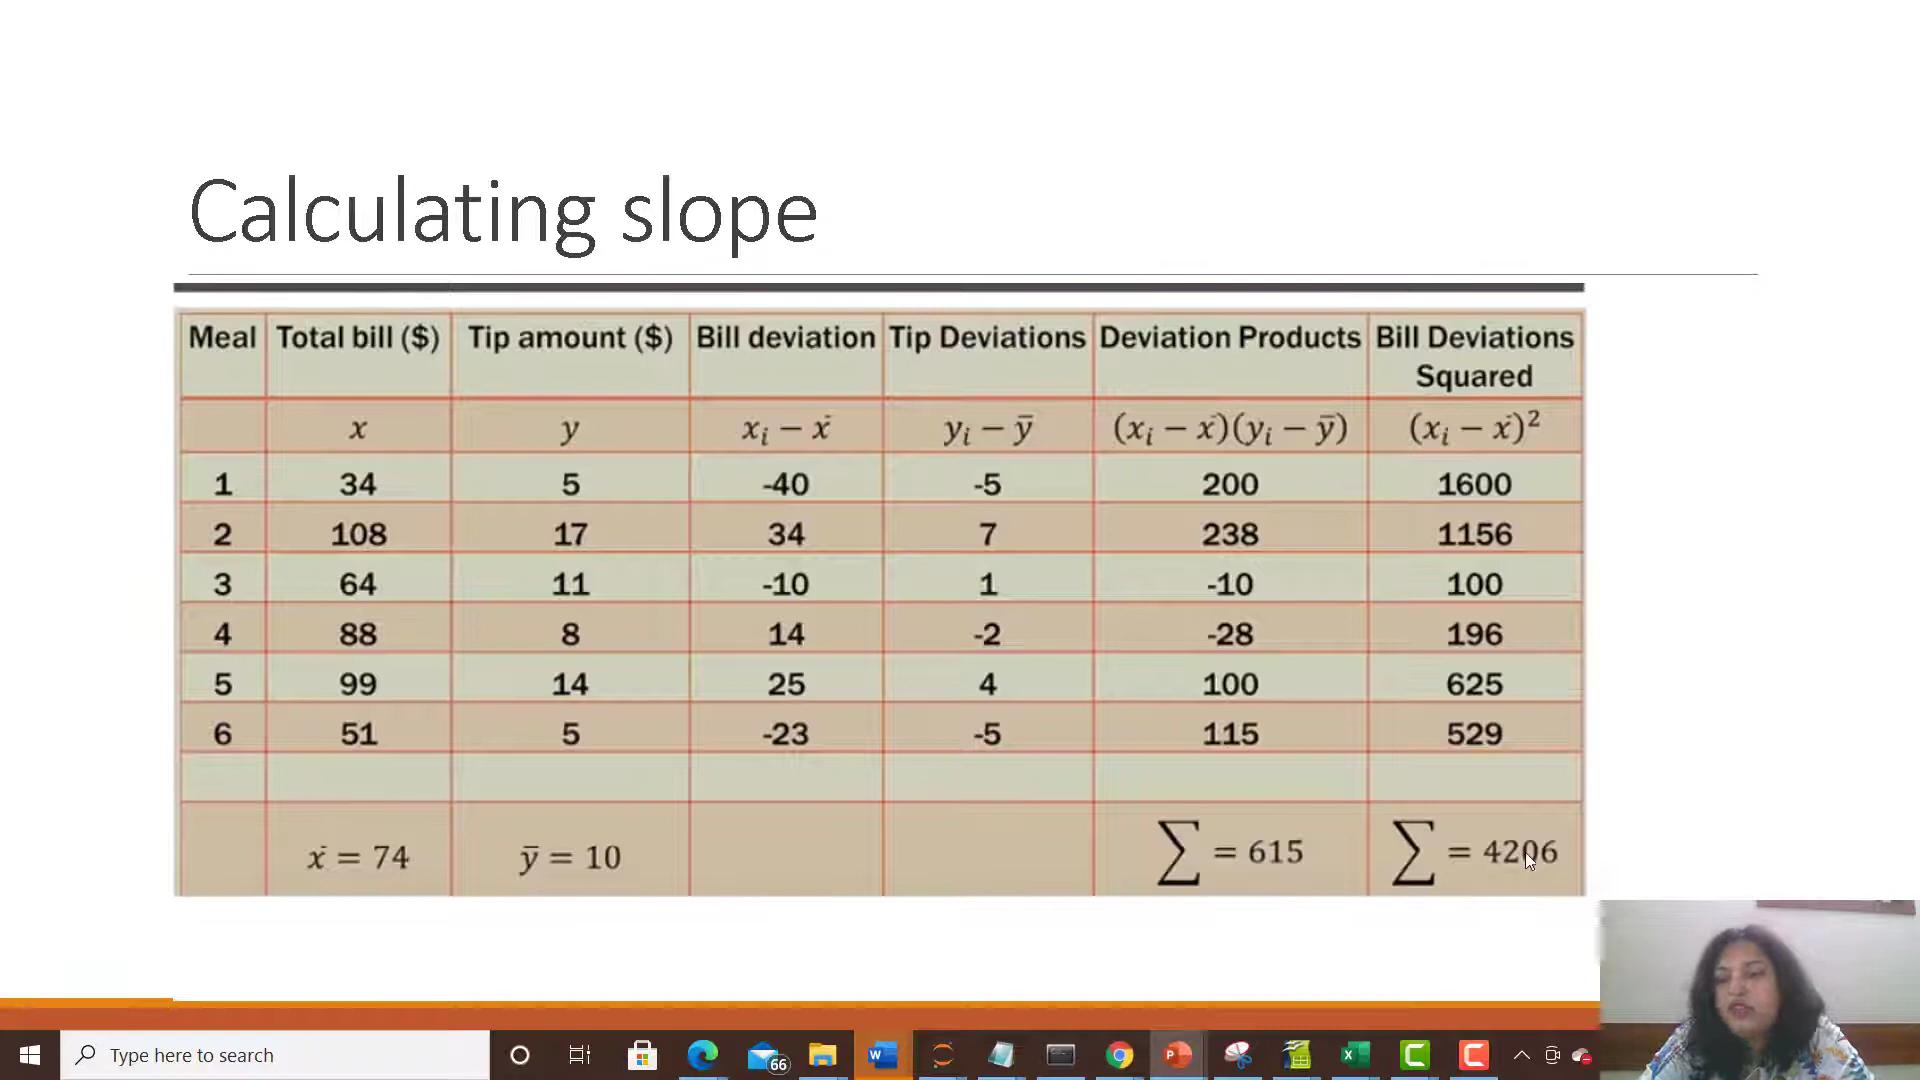 Calculating slope
Meal Total bill ($) Tip amount ($) Bill deviation Tip Deviations Deviation Products Bill Deviations Squared
x y xᵢ − x̄ yᵢ − ȳ (xᵢ − x̄)(yᵢ − ȳ) (xᵢ − x̄)²
1 34 5 -40 -5 200 1600
2 108 17 34 7 238 1156
3 64 11 -10 1 -10 100
4 88 8 14 -2 -28 196
5 99 14 25 4 100 625
6 51 5 -23 -5 115 529
x̄ = 74 ȳ = 10 ∑ = 615 ∑ = 4206
Type here to search
66